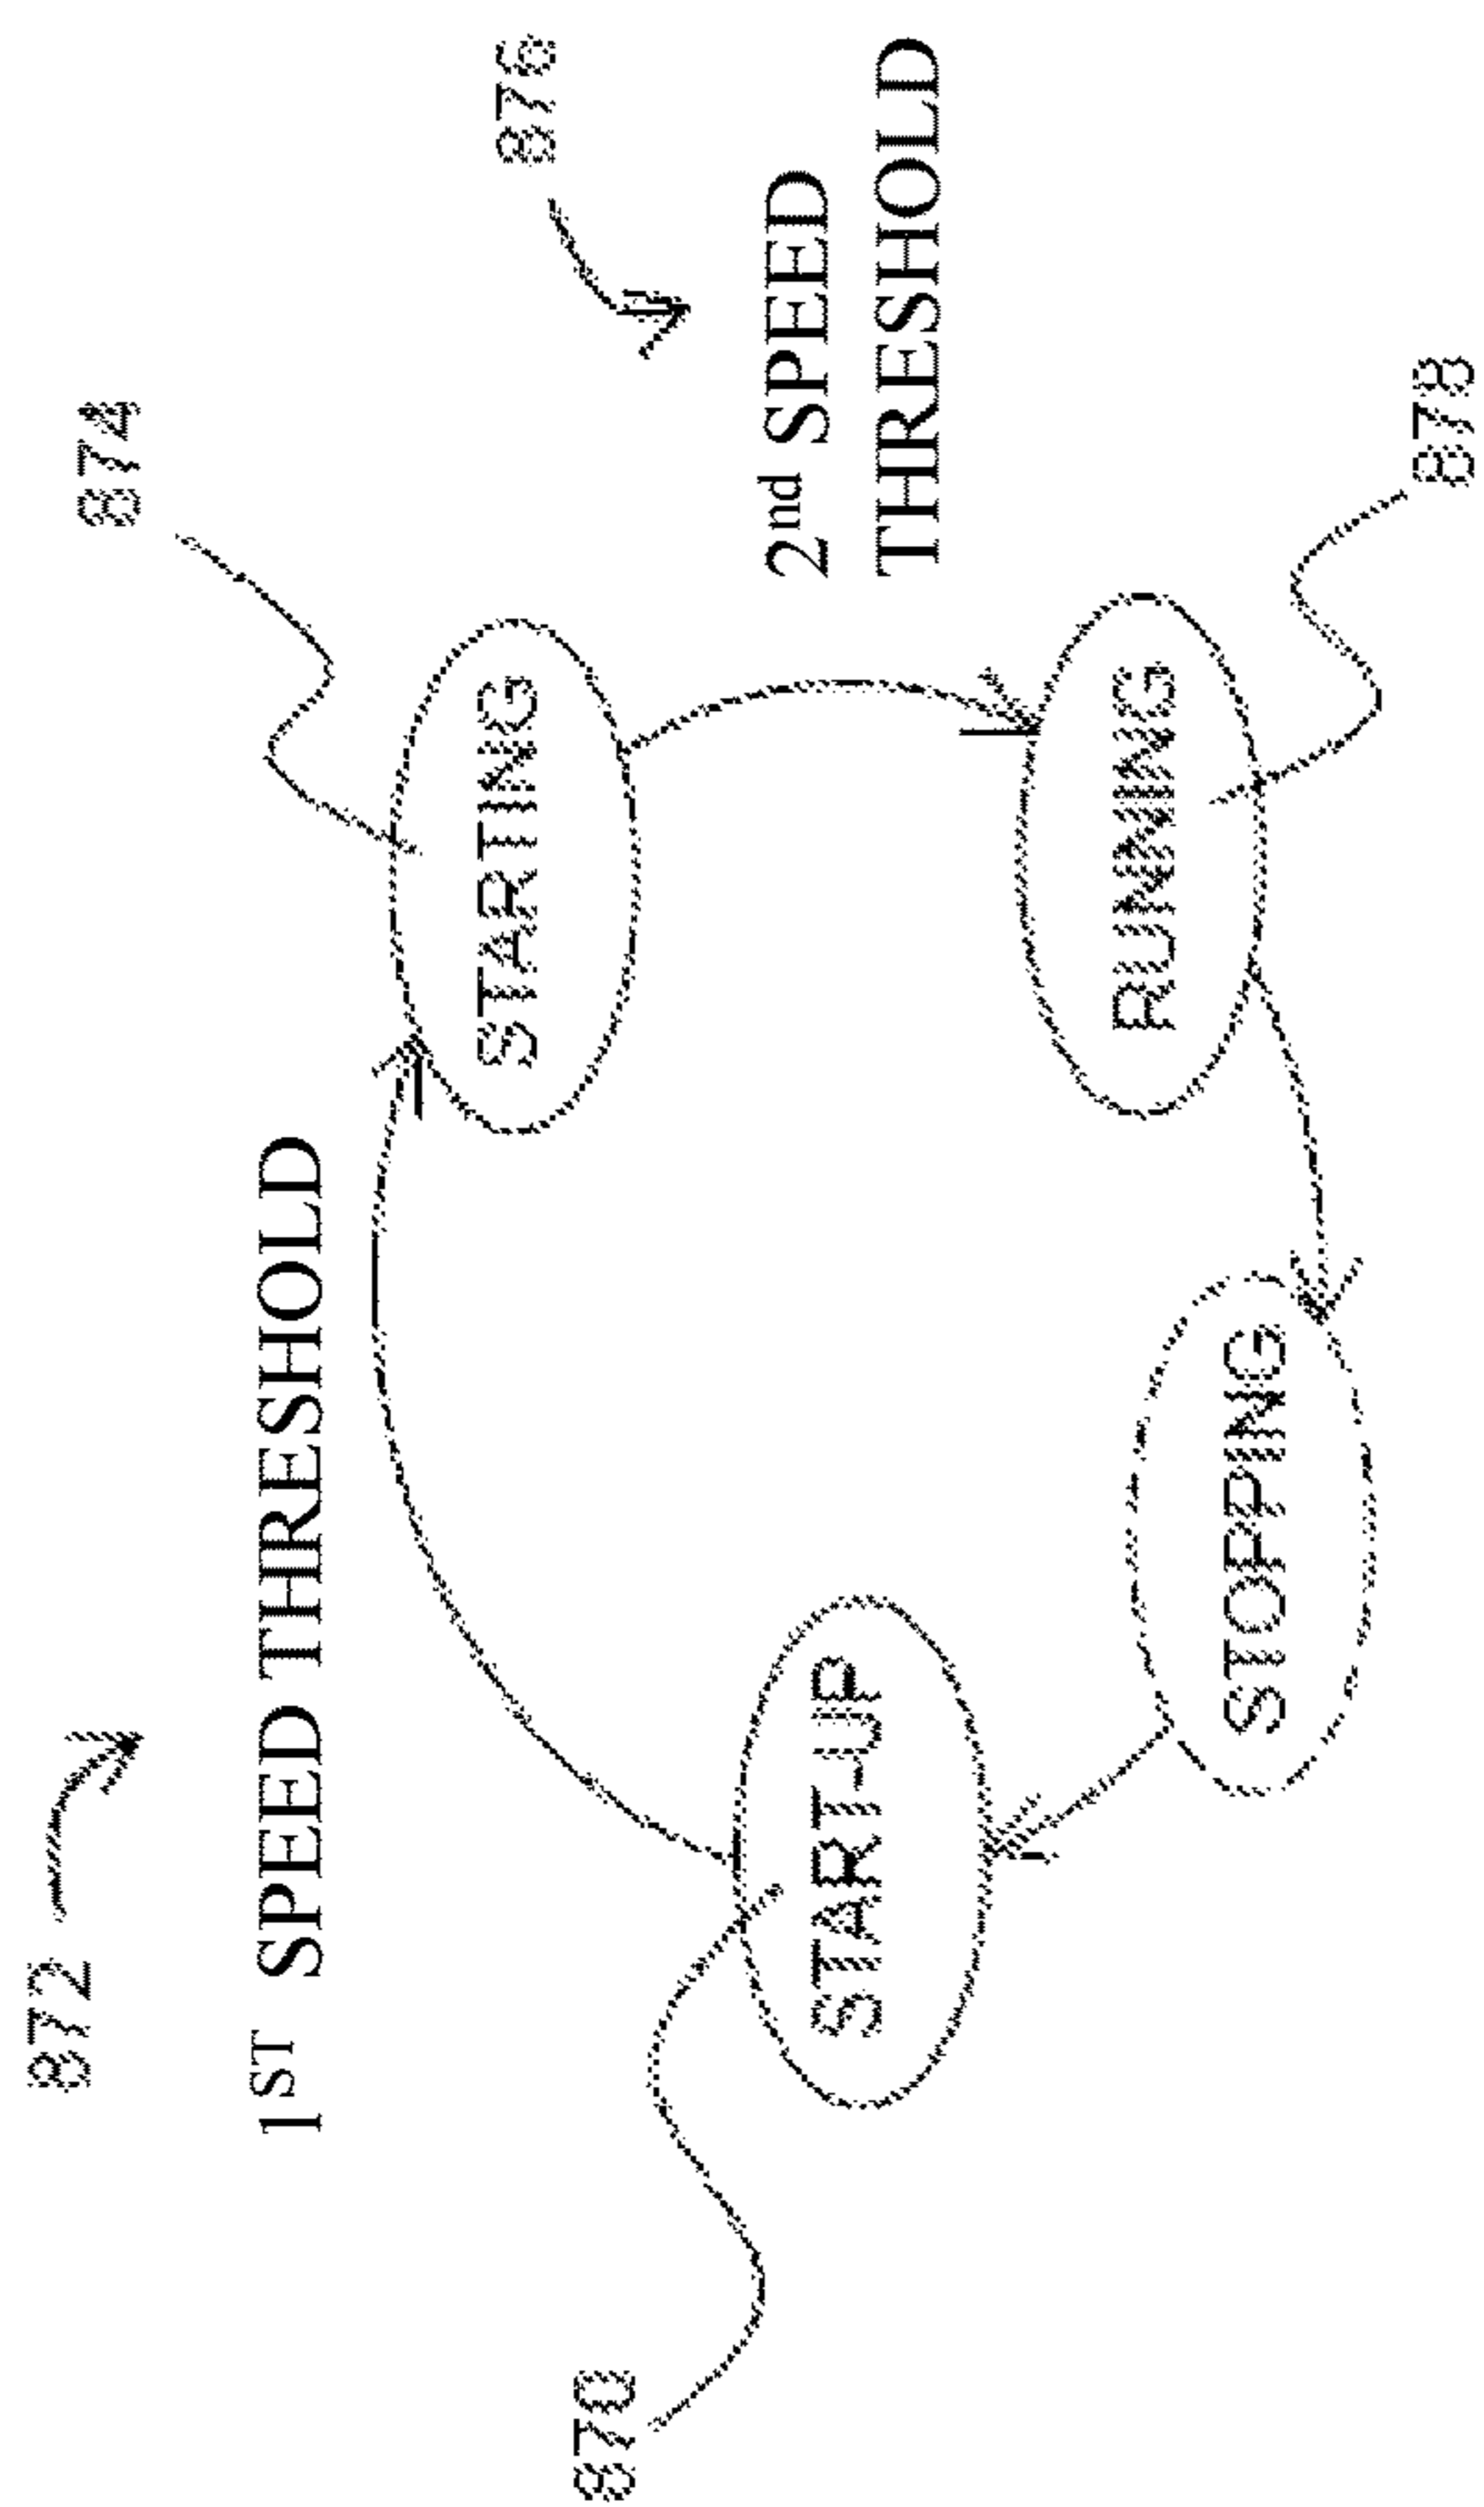 872
1ST SPEED THRESHOLD
874
STARTING
876
2nd SPEED
THRESHOLD
870
START-UP
RUNNING
STOPPING
878